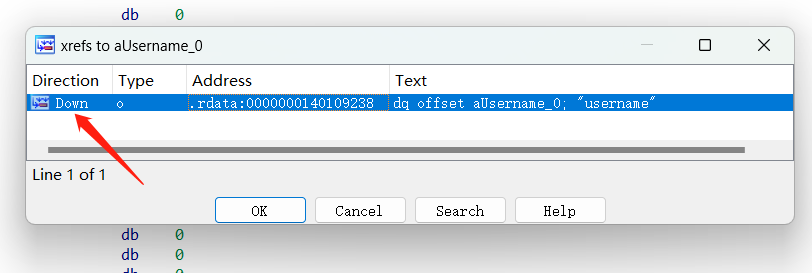 db 0
xrefs to aUsername_0
Direction Type Address Text
Down o .rdata:0000000140109238 dq offset aUsername_0; "username"
Line 1 of 1
OK Cancel Search Help
db 0
db 0
db 0